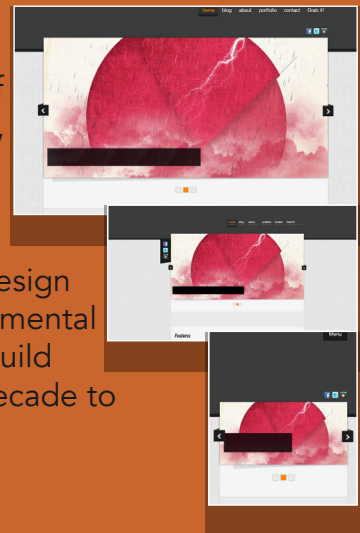 home blog about portfolio contact Grab It!
esign
mental
uild
ecade to
Features
Menu